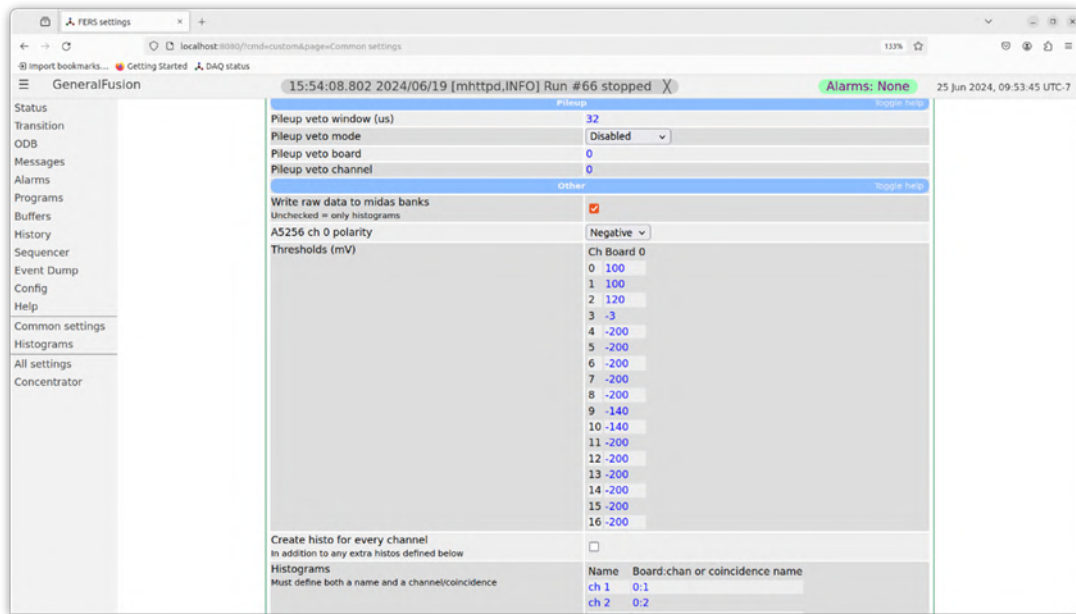 FERS settings
localhost:8080/?cmd=custom&page=Common settings
133%
Import bookmarks... Getting Started DAQ status
GeneralFusion
15:54:08.802 2024/06/19 [mhttpd,INFO] Run #66 stopped X
Alarms: None
25 Jun 2024, 09:53:45 UTC-7
Status
Transition
ODB
Messages
Alarms
Programs
Buffers
History
Sequencer
Event Dump
Config
Help
Common settings
Histograms
All settings
Concentrator
Pileup Toggle help
Pileup veto window (us) 32
Pileup veto mode Disabled
Pileup veto board 0
Pileup veto channel 0
Other Toggle help
Write raw data to midas banks
Unchecked = only histograms
A5256 ch 0 polarity Negative
Thresholds (mV) Ch Board 0
0 100
1 100
2 120
3 -3
4 -200
5 -200
6 -200
7 -200
8 -200
9 -140
10 -140
11 -200
12 -200
13 -200
14 -200
15 -200
16 -200
Create histo for every channel
In addition to any extra histos defined below
Histograms Name Board:chan or coincidence name
Must define both a name and a channel/coincidence
ch 1 0:1
ch 2 0:2